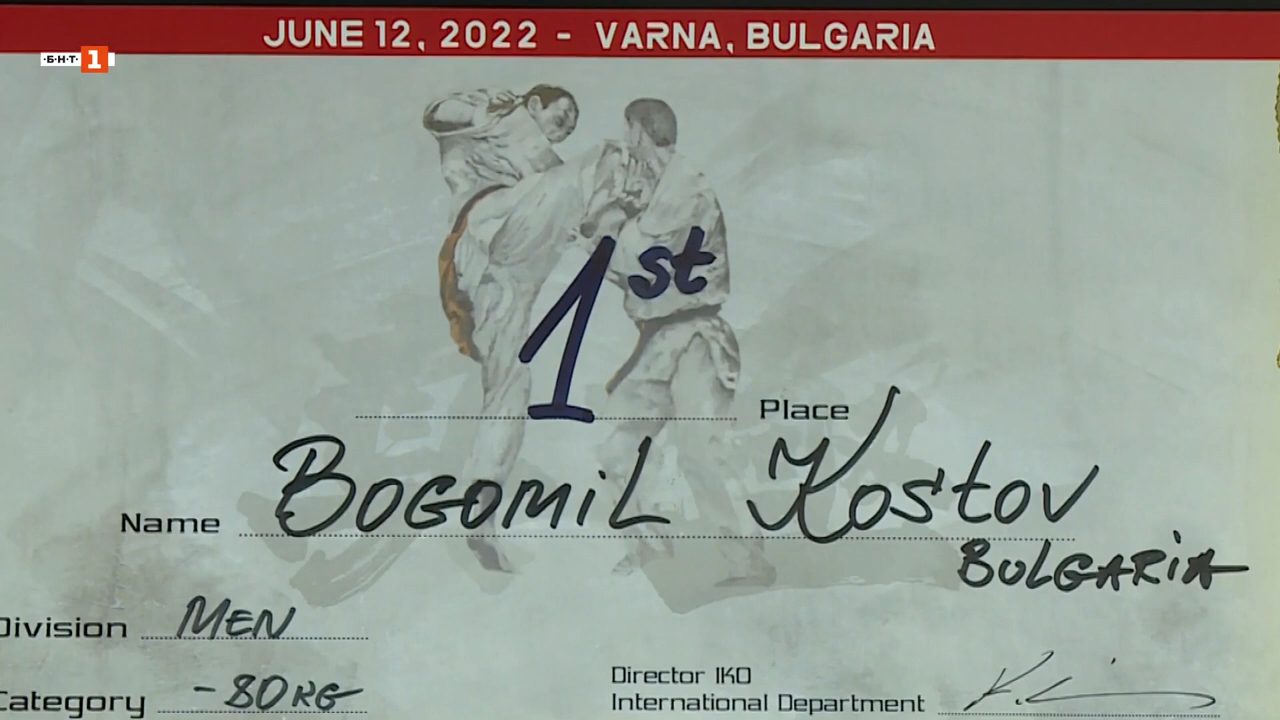 JUNE 12, 2022 - VARNA, BULGARIA
·Б·Н·Т· 1
1st Place
Name Bogomil Kostov
BULGARiA
Division MEN
Category -80KG
Director IKO
International Department